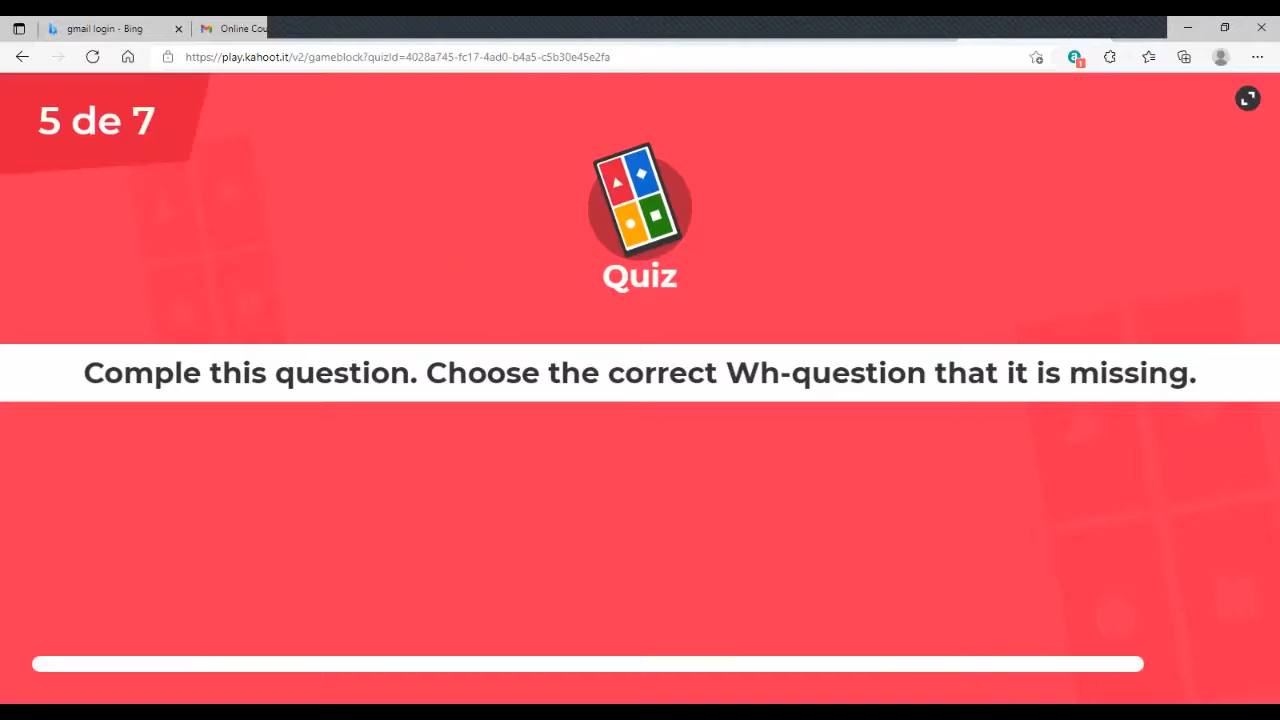 gmail login - Bing
Online Cou
https://play.kahoot.it/v2/gameblock?quizId=4028a745-fc17-4ad0-b4a5-c5b30e45e2fa
a
1
5 de 7
Quiz
Comple this question. Choose the correct Wh-question that it is missing.